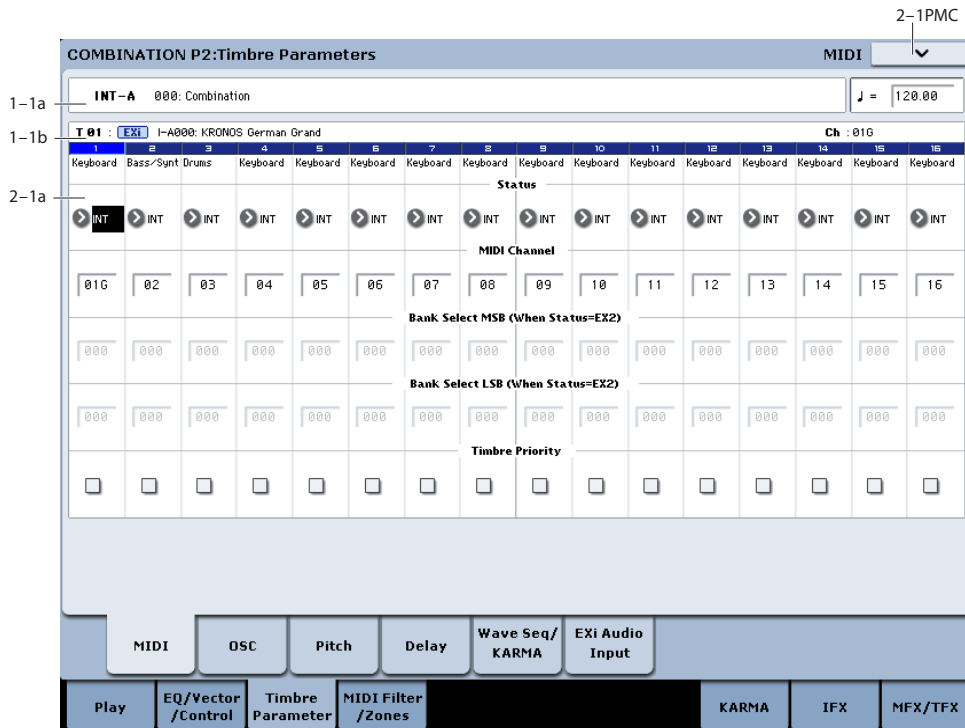 2–1PMC
COMBINATION P2:Timbre Parameters MIDI
1–1a INT–A 000: Combination ♩ = 120.00
1–1b T 01 : EXi I–A000: KRONOS German Grand Ch : 01G
1 2 3 4 5 6 7 8 9 10 11 12 13 14 15 16
Keyboard Bass/Synt Drums Keyboard Keyboard Keyboard Keyboard Keyboard Keyboard Keyboard Keyboard Keyboard Keyboard Keyboard Keyboard Keyboard
Status
2–1a INT INT INT INT INT INT INT INT INT INT INT INT INT INT INT INT
MIDI Channel
01G 02 03 04 05 06 07 08 09 10 11 12 13 14 15 16
Bank Select MSB (When Status=EX2)
000 000 000 000 000 000 000 000 000 000 000 000 000 000 000 000
Bank Select LSB (When Status=EX2)
000 000 000 000 000 000 000 000 000 000 000 000 000 000 000 000
Timbre Priority
MIDI OSC Pitch Delay Wave Seq/ KARMA EXi Audio Input
Play EQ/Vector /Control Timbre Parameter MIDI Filter /Zones KARMA IFX MFX/TFX